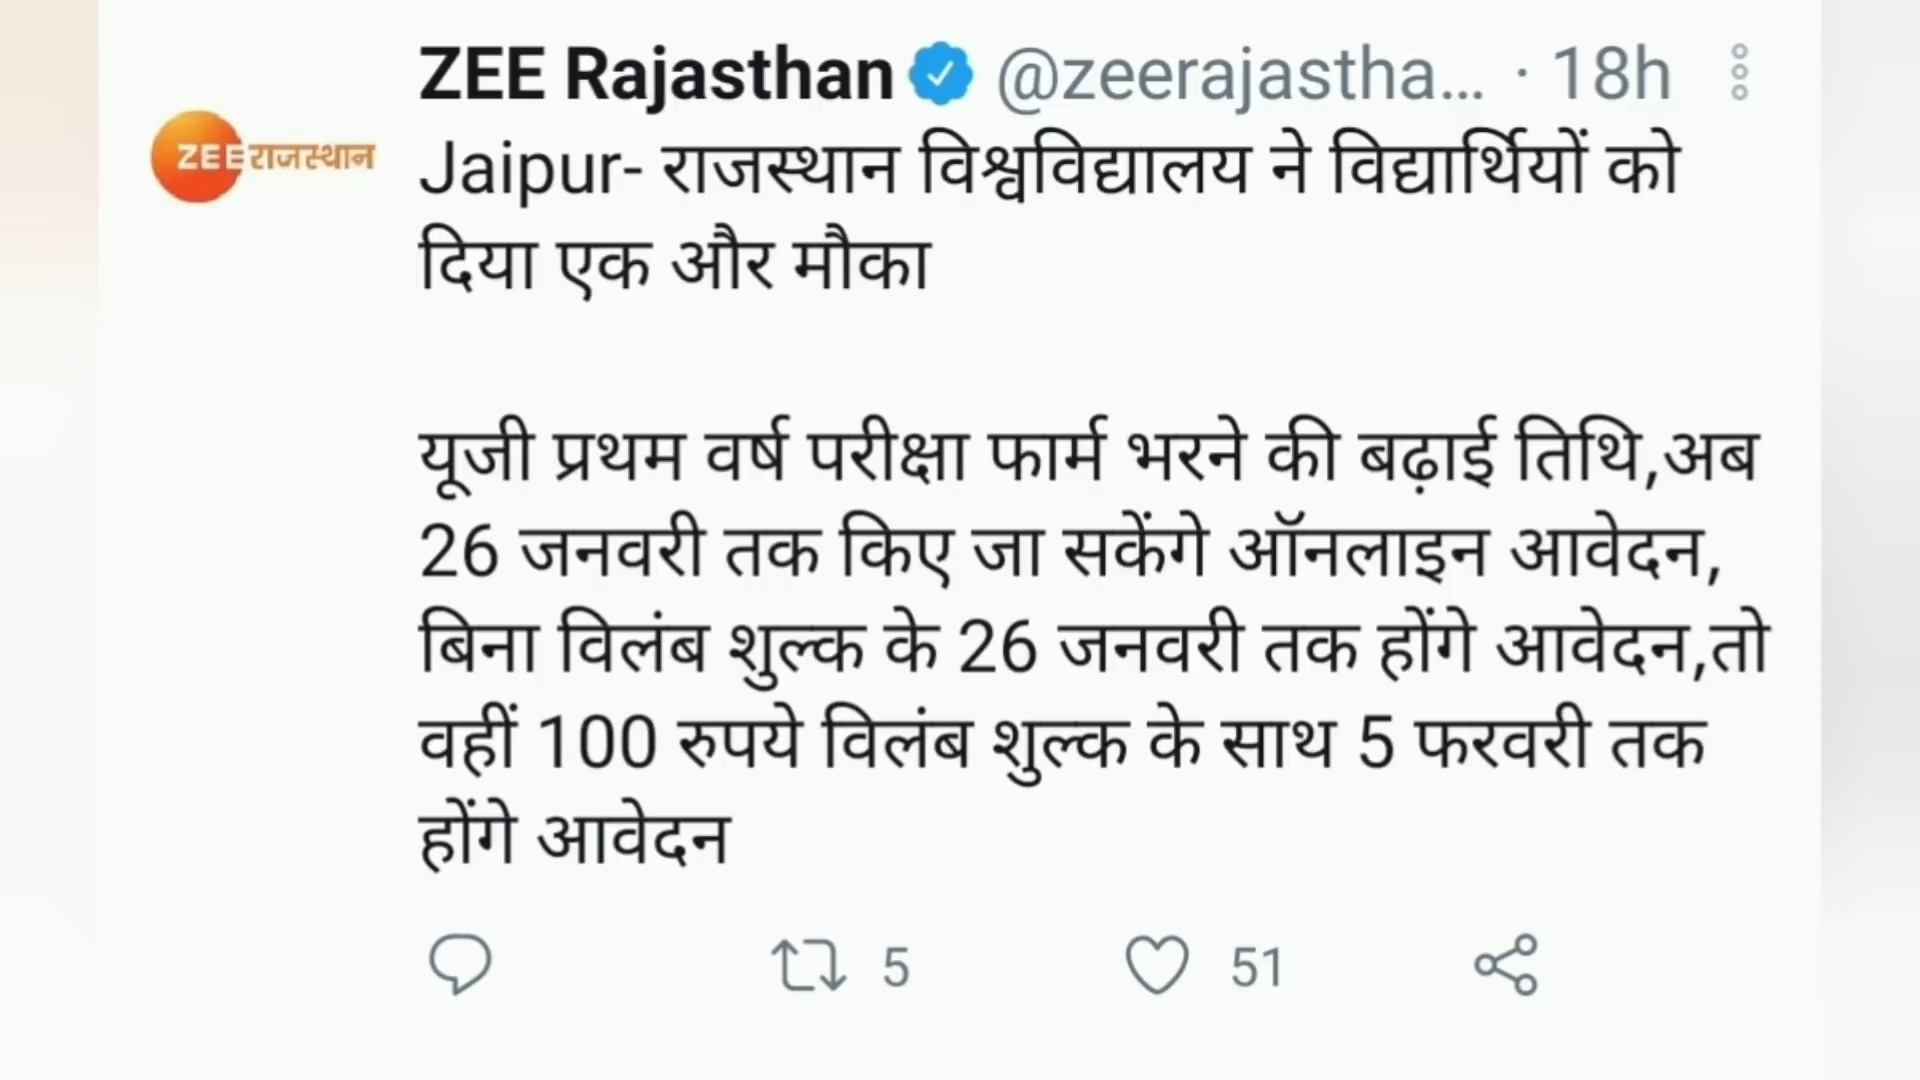 ZEE Rajasthan @zeerajastha... · 18h
ZEE राजस्थान
Jaipur- राजस्थान विश्वविद्यालय ने विद्यार्थियों को
दिया एक और मौका
यूजी प्रथम वर्ष परीक्षा फार्म भरने की बढ़ाई तिथि,अब
26 जनवरी तक किए जा सकेंगे ऑनलाइन आवेदन,
बिना विलंब शुल्क के 26 जनवरी तक होंगे आवेदन,तो
वहीं 100 रुपये विलंब शुल्क के साथ 5 फरवरी तक
होंगे आवेदन
5 51